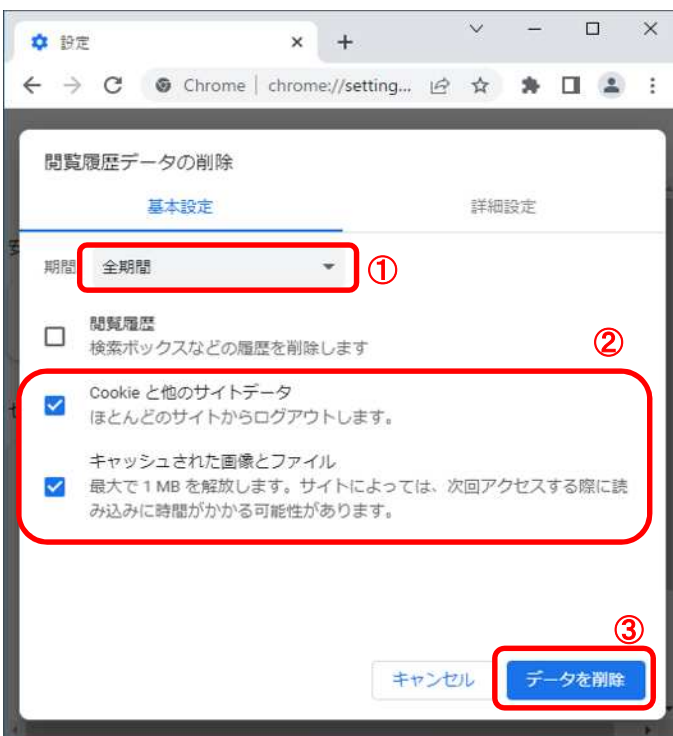 設定
Chrome | chrome://setting...
閲覧履歴データの削除
基本設定 詳細設定
期間 全期間 ①
閲覧履歴
検索ボックスなどの履歴を削除します
②
Cookie と他のサイトデータ
ほとんどのサイトからログアウトします。
キャッシュされた画像とファイル
最大で 1 MB を解放します。サイトによっては、次回アクセスする際に読
み込みに時間がかかる可能性があります。
③
キャンセル データを削除